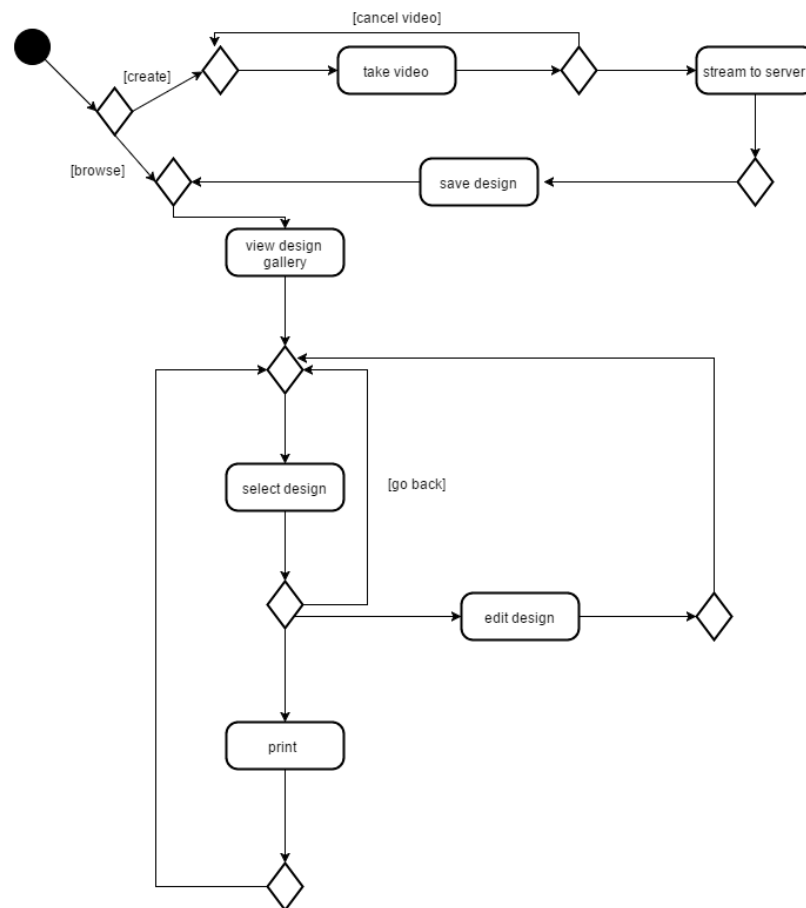 [cancel video]
[create]
take video
stream to server
[browse]
save design
view design
gallery
select design
[go back]
edit design
print